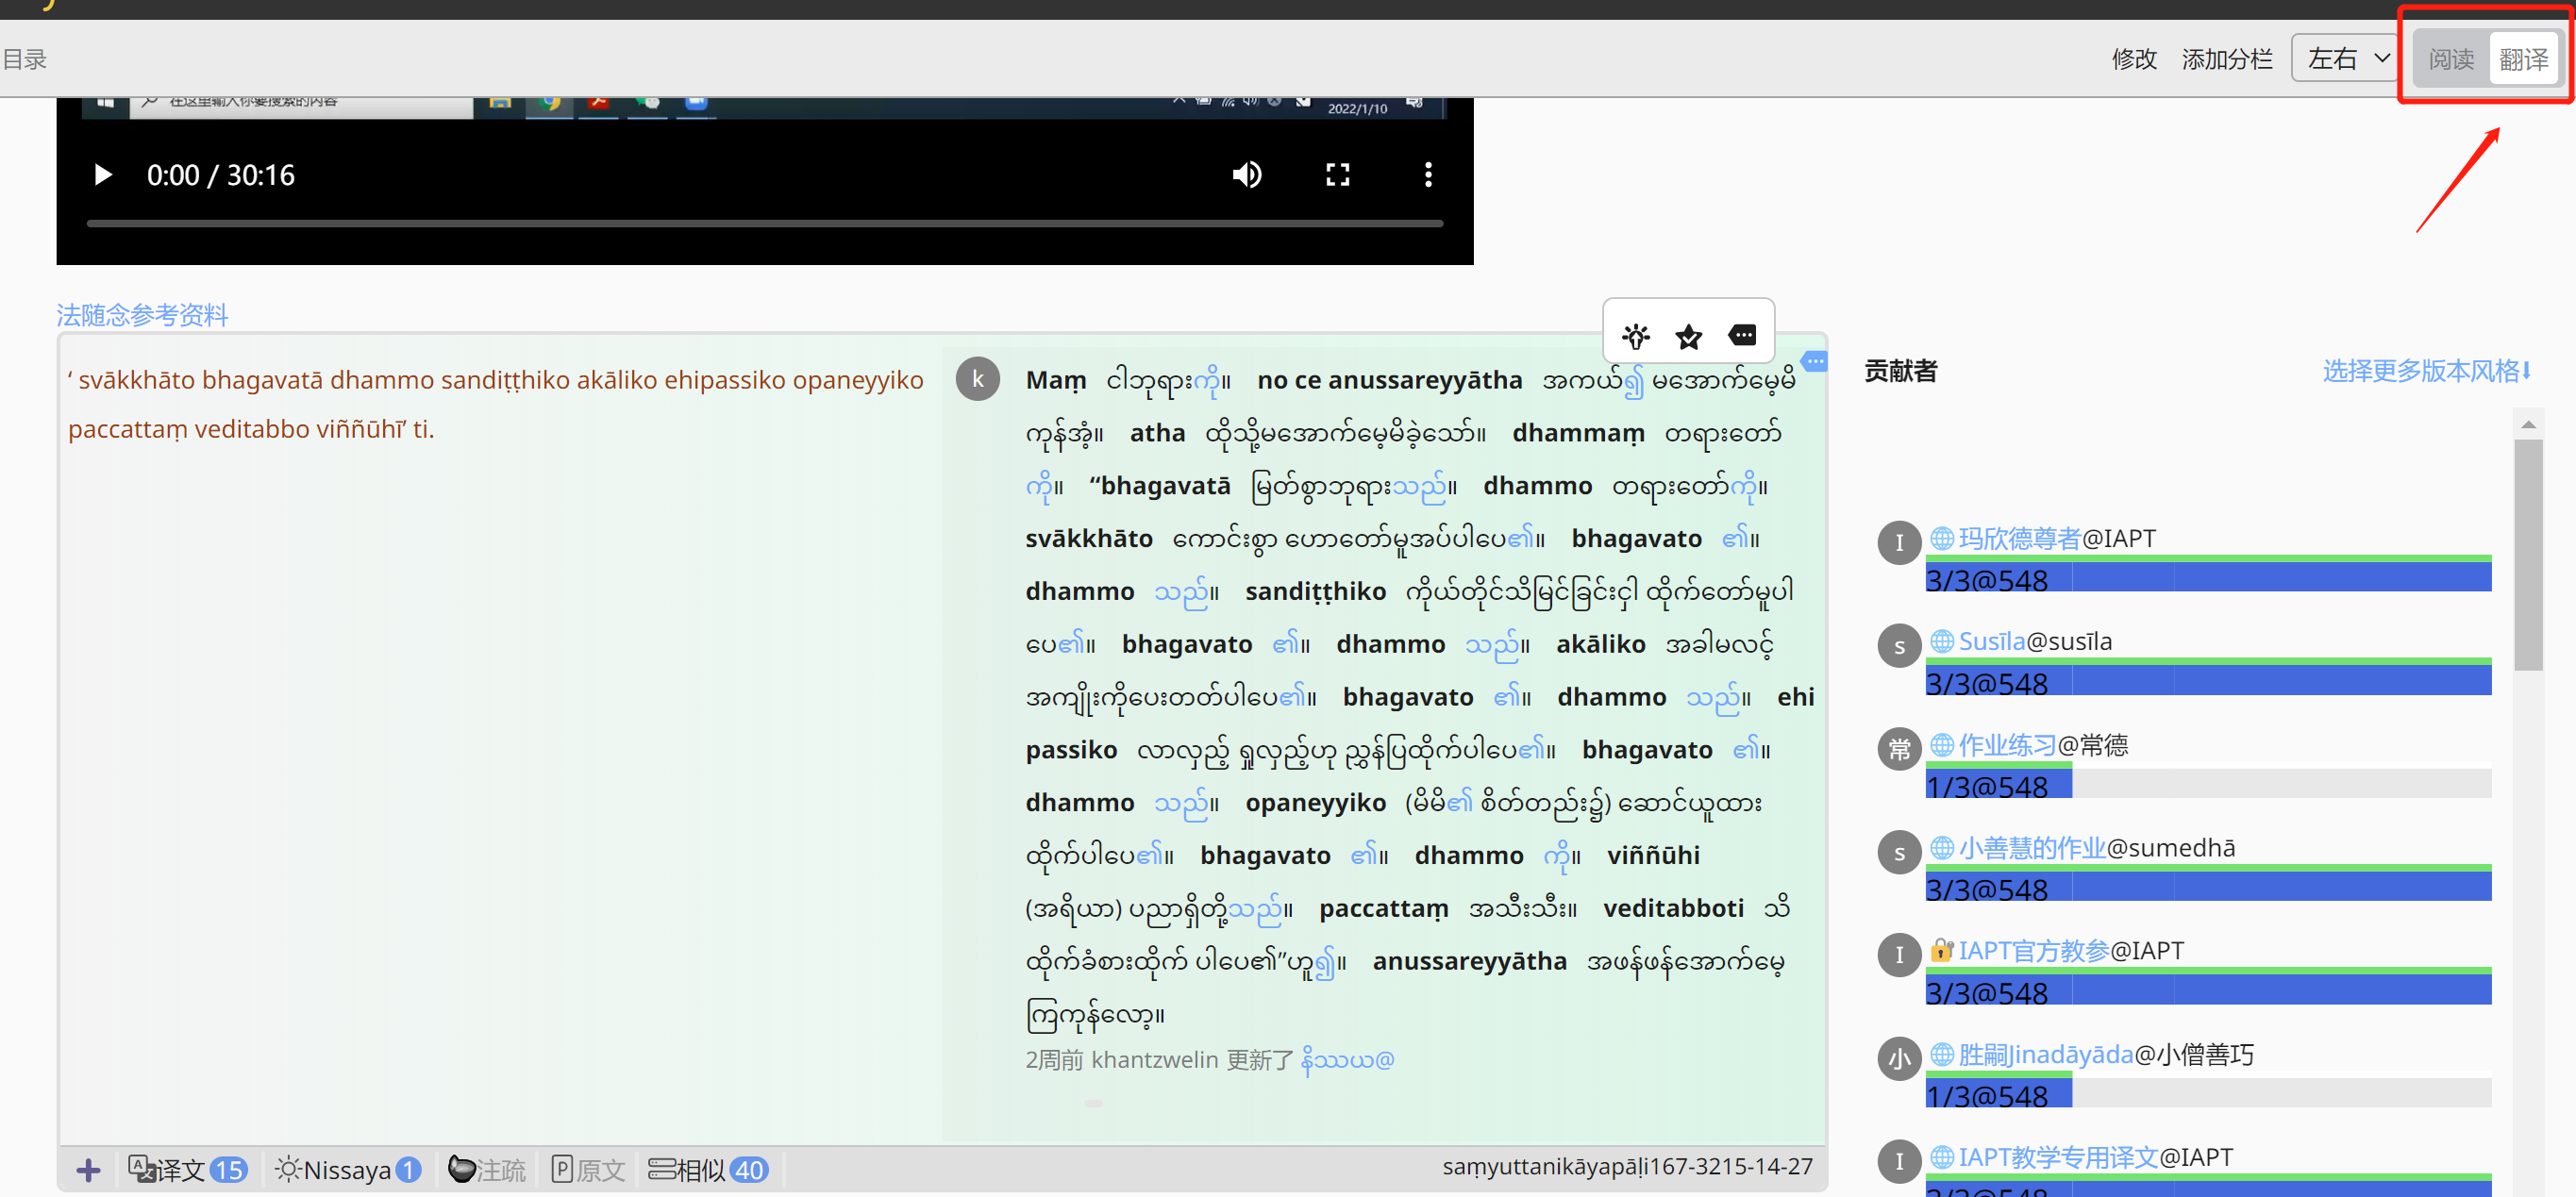 目录
修改 添加分栏 左右 阅读 翻译
在这里输入你要搜索的内容
2022/1/10
0:00 / 30:16
法随念参考资料
‘ svākkhāto bhagavatā dhammo sandiṭṭhiko akāliko ehipassiko opaneyyiko
paccattaṃ veditabbo viññūhī’ ti.
k
Maṃ ငါဘုရားကို။ no ce anussareyyātha အကယ်၍ မအောက်မေ့မိ
ကုန်အံ့။ atha ထိုသို့မအောက်မေ့မိခဲ့သော်။ dhammaṃ တရားတော်
ကို။ “bhagavatā မြတ်စွာဘုရားသည်။ dhammo တရားတော်ကို။
svākkhāto ကောင်းစွာ ဟောတော်မူအပ်ပါပေ၏။ bhagavato ၏။
dhammo သည်။ sandiṭṭhiko ကိုယ်တိုင်သိမြင်ခြင်းငှါ ထိုက်တော်မူပါ
ပေ၏။ bhagavato ၏။ dhammo သည်။ akāliko အခါမလင့်
အကျိုးကိုပေးတတ်ပါပေ၏။ bhagavato ၏။ dhammo သည်။ ehi
passiko လာလှည့် ရှုလှည့်ဟု ညွှန်ပြထိုက်ပါပေ၏။ bhagavato ၏။
dhammo သည်။ opaneyyiko (မိမိ၏ စိတ်တည်း၌) ဆောင်ယူထား
ထိုက်ပါပေ၏။ bhagavato ၏။ dhammo ကို။ viññūhi
(အရိယာ) ပညာရှိတို့သည်။ paccattaṃ အသီးသီး။ veditabboti သိ
ထိုက်ခံစားထိုက် ပါပေ၏”ဟူ၍။ anussareyyātha အဖန်ဖန်အောက်မေ့
ကြကုန်လော့။
2周前 khantzwelin 更新了 နိဿယ@
译文 15 Nissaya 1 注疏 P 原文 相似 40 saṃyuttanikāyapāḷi167-3215-14-27
贡献者 选择更多版本风格
I 玛欣德尊者@IAPT
3/3@548
s Susīla@susīla
3/3@548
常 作业练习@常德
1/3@548
s 小善慧的作业@sumedhā
3/3@548
I IAPT官方教参@IAPT
3/3@548
小 胜嗣Jinadāyāda@小僧善巧
1/3@548
I IAPT教学专用译文@IAPT
3/3@548